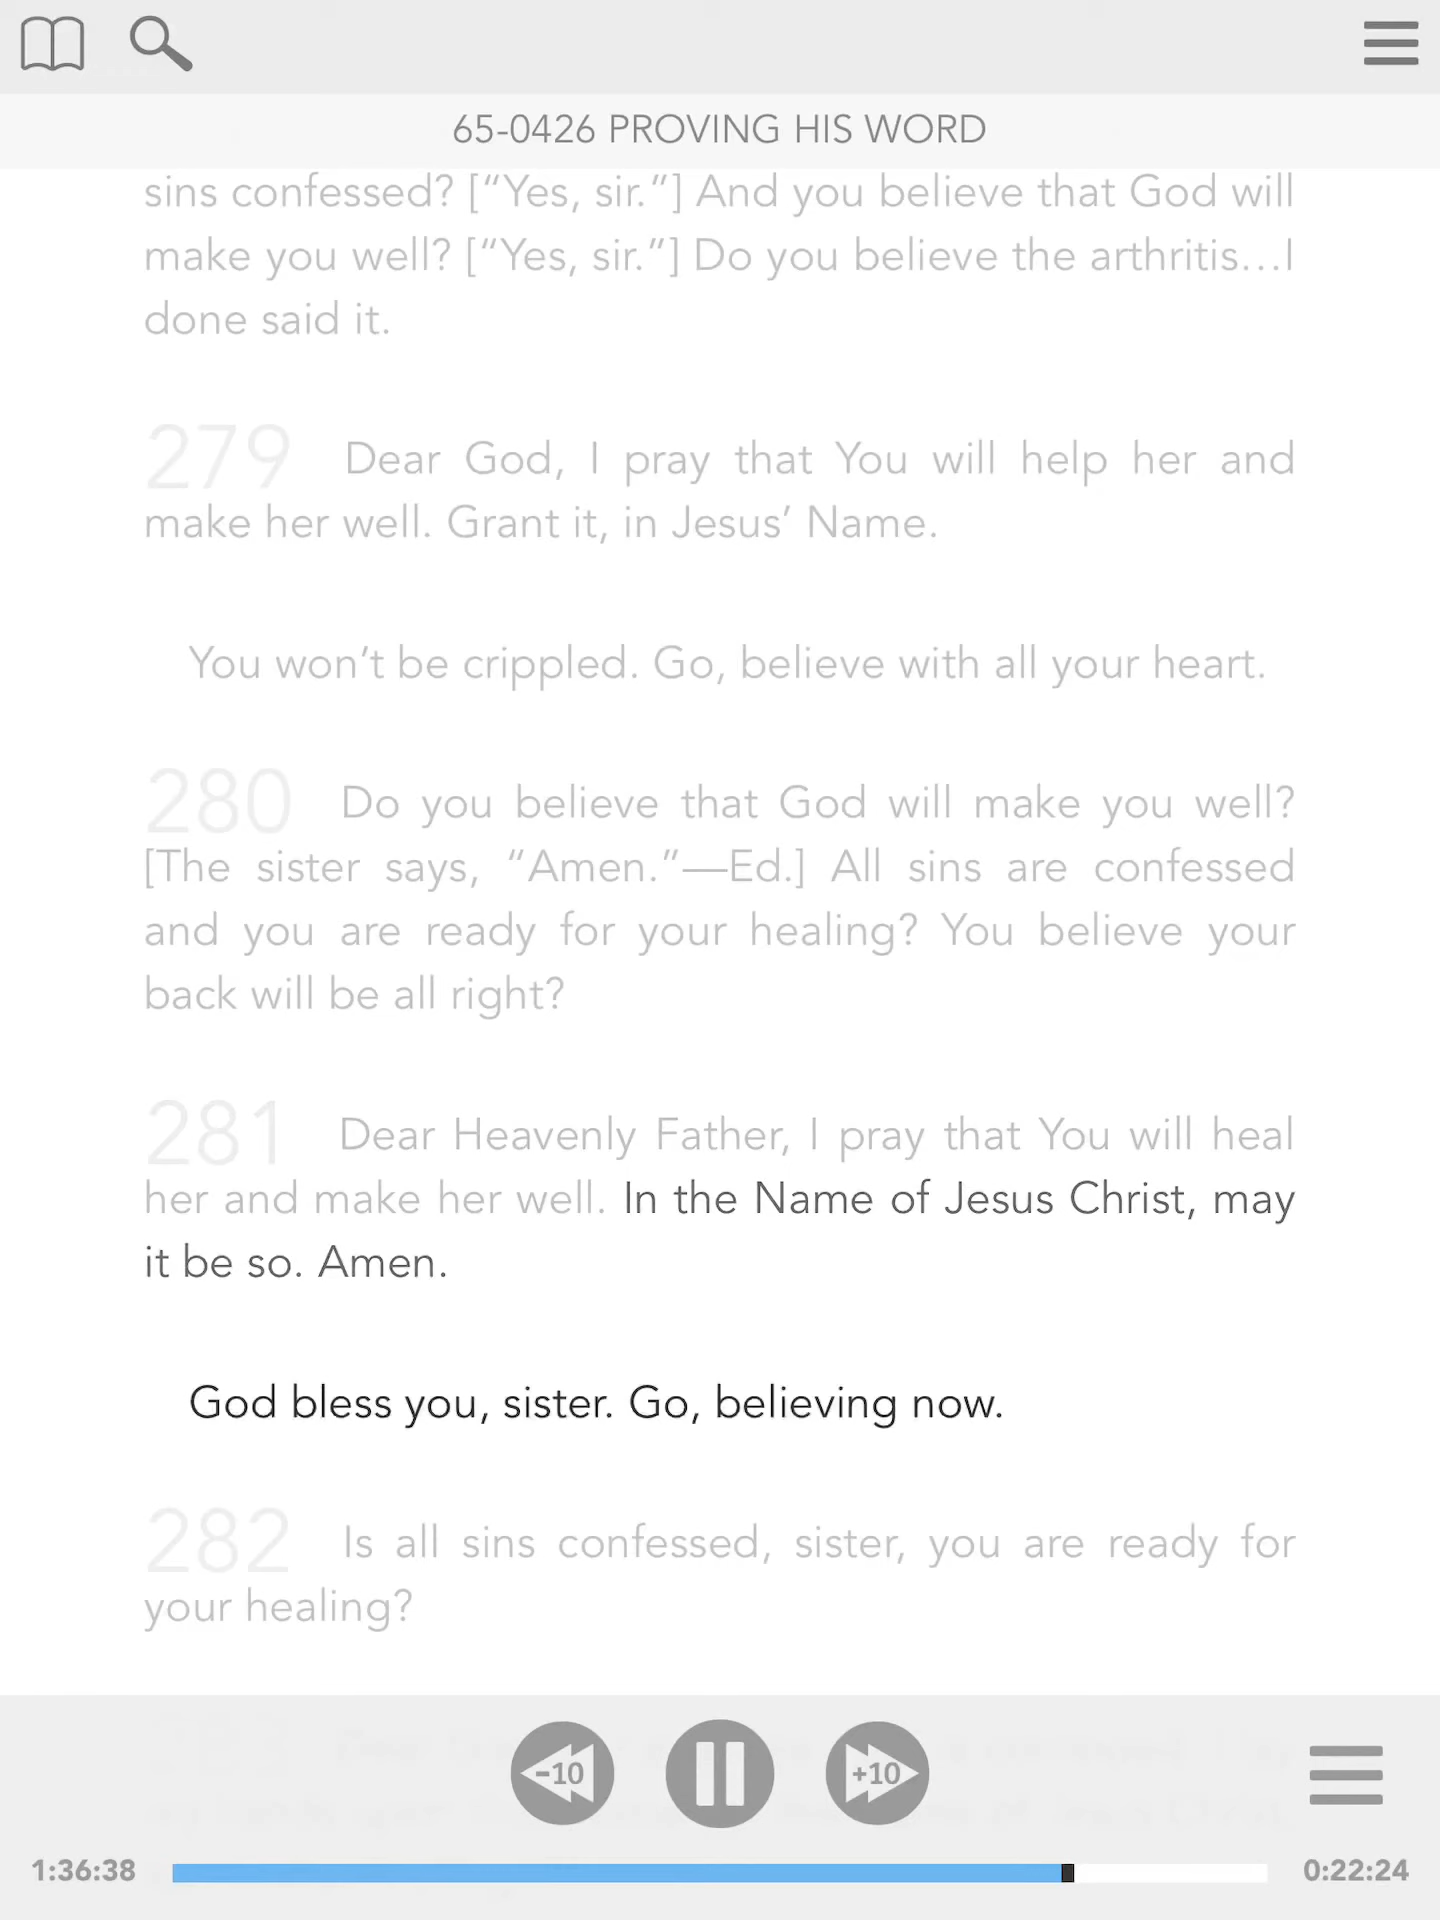 65-0426 PROVING HIS WORD
sins confessed? [“Yes, sir.”] And you believe that God will
make you well? [“Yes, sir.”] Do you believe the arthritis…I
done said it.
279 Dear God, I pray that You will help her and
make her well. Grant it, in Jesus’ Name.
You won’t be crippled. Go, believe with all your heart.
280 Do you believe that God will make you well?
[The sister says, “Amen.”—Ed.] All sins are confessed
and you are ready for your healing? You believe your
back will be all right?
281 Dear Heavenly Father, I pray that You will heal
her and make her well. In the Name of Jesus Christ, may
it be so. Amen.
God bless you, sister. Go, believing now.
282 Is all sins confessed, sister, you are ready for
your healing?
-10 +10
1:36:38 0:22:24